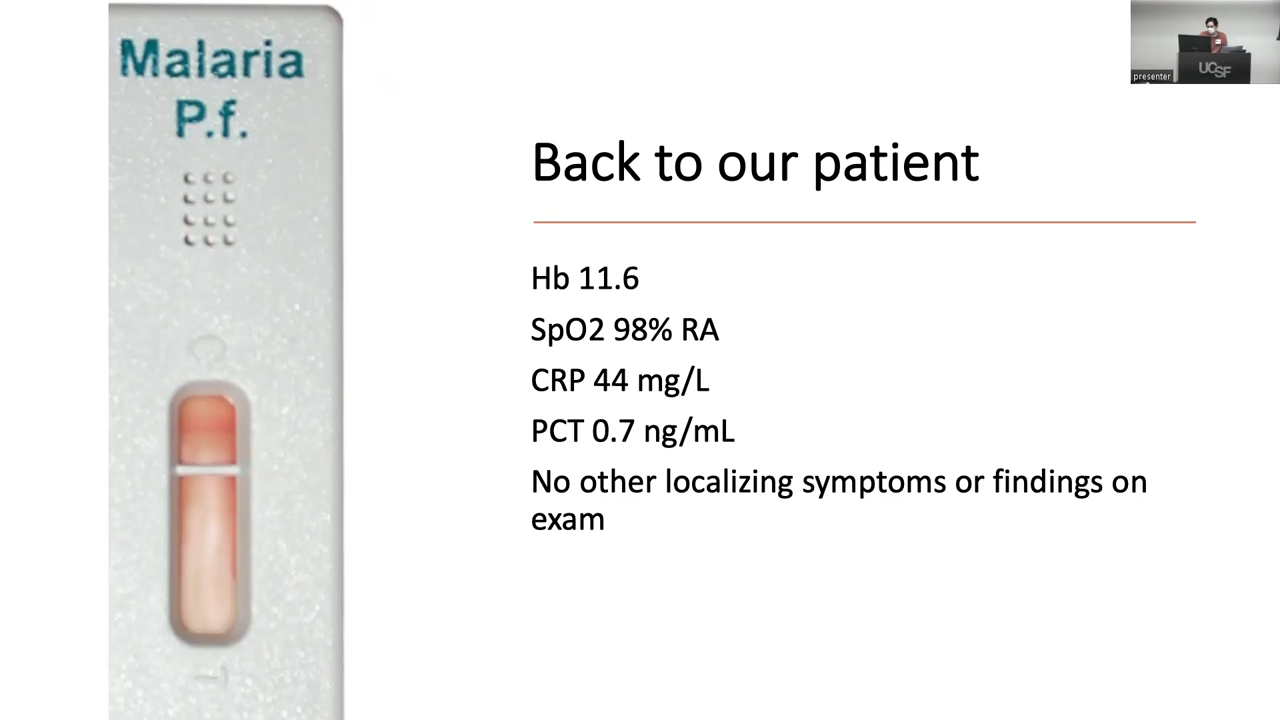 Malaria
P.f.
C
T
Back to our patient
Hb 11.6
SpO2 98% RA
CRP 44 mg/L
PCT 0.7 ng/mL
No other localizing symptoms or findings on
exam
presenter
UCSF